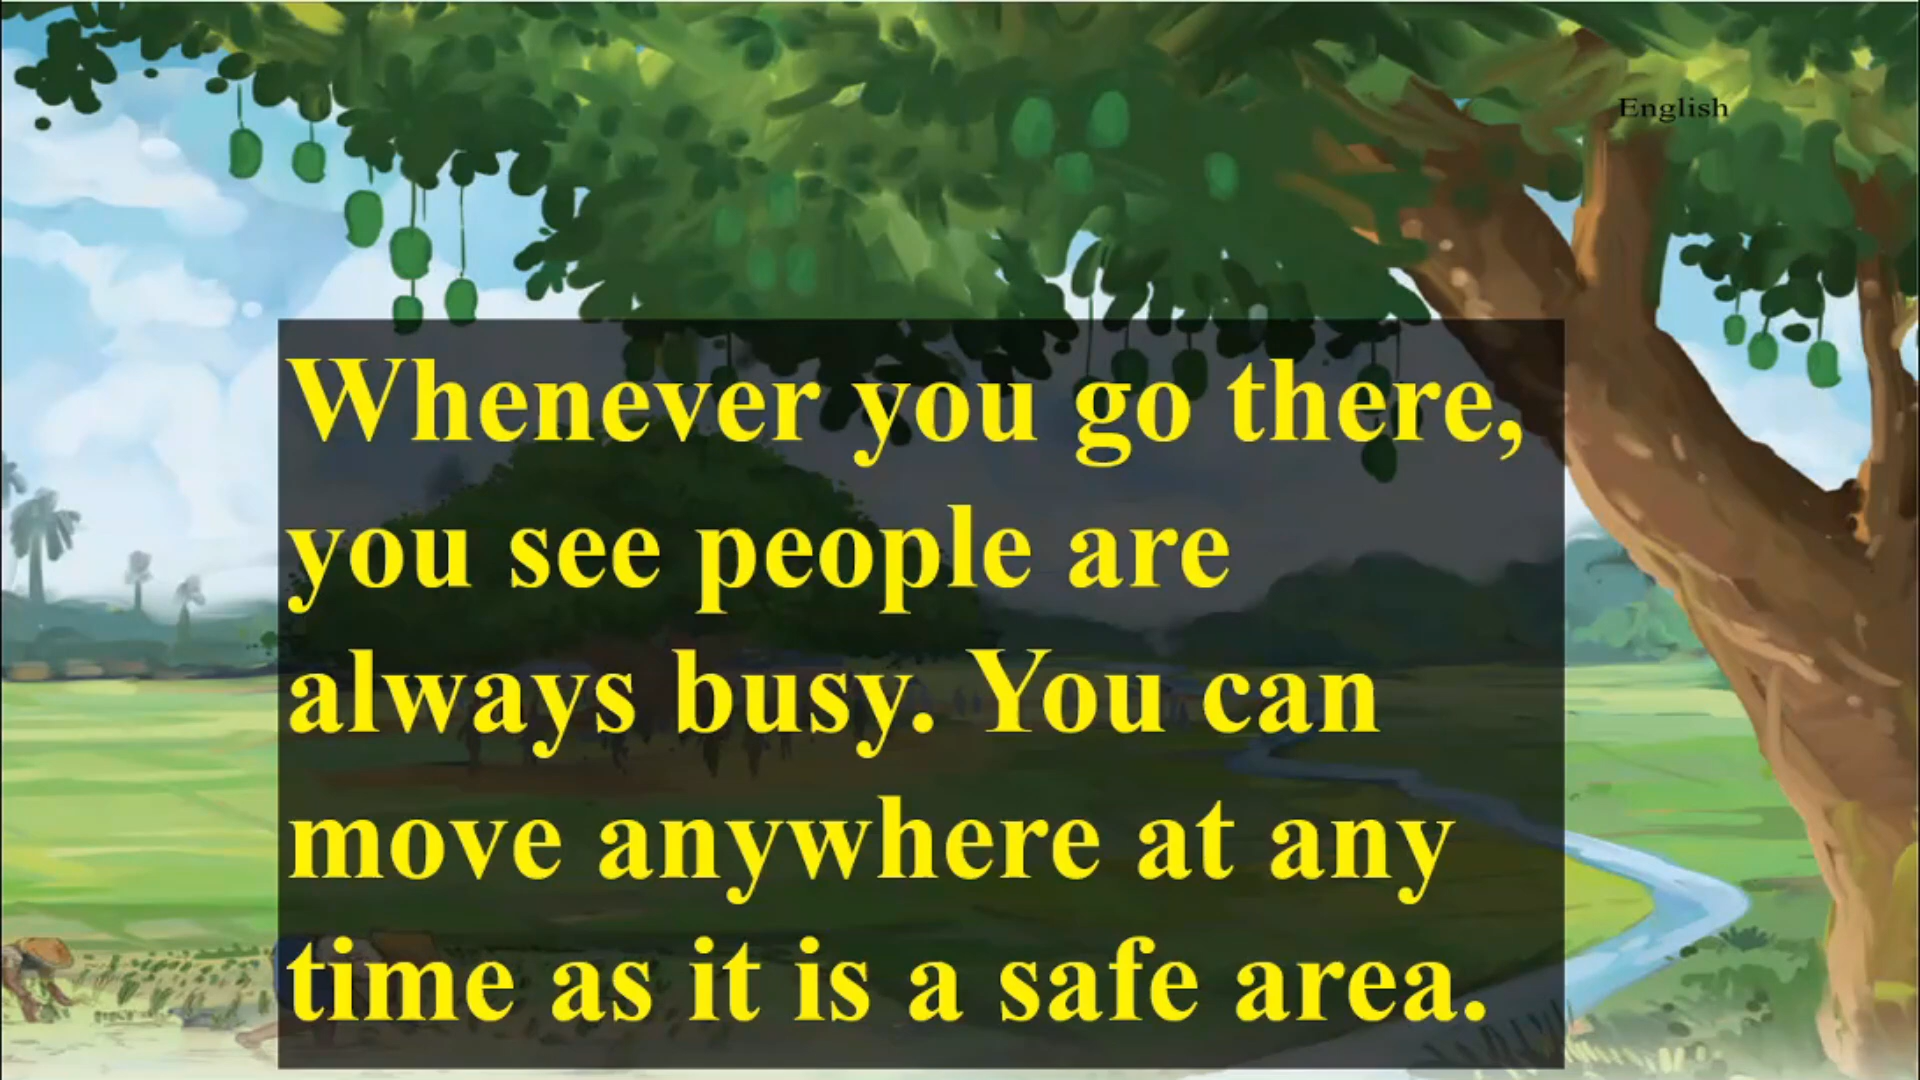 English
Whenever you go there,
you see people are
always busy. You can
move anywhere at any
time as it is a safe area.